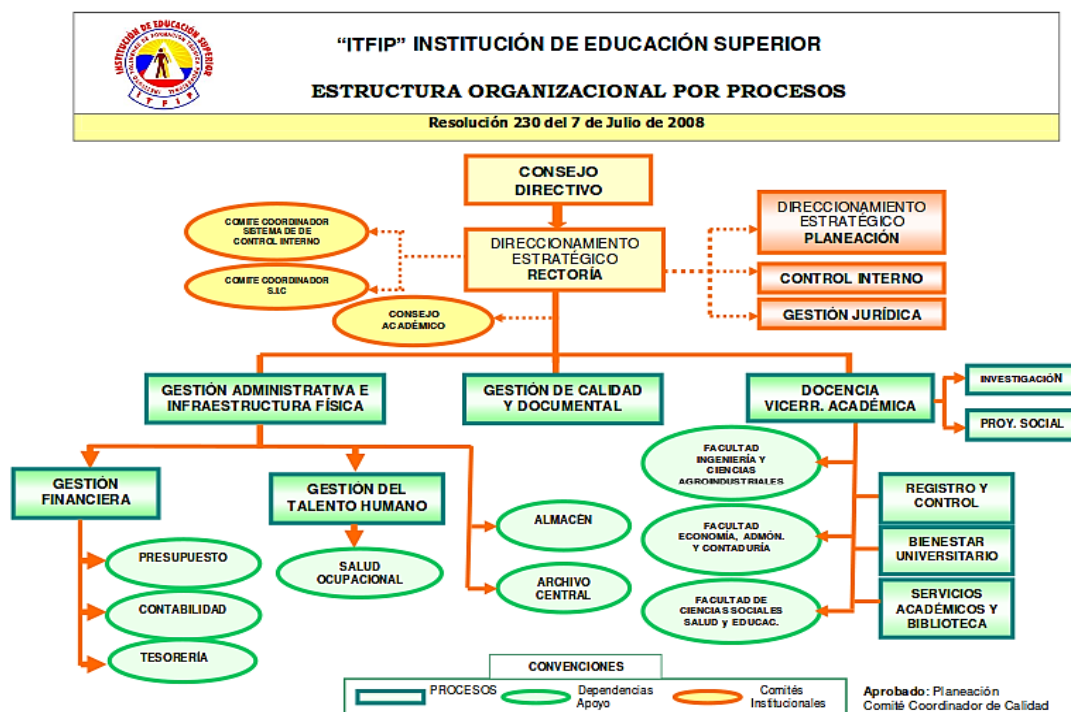 INSTITUCIÓN DE EDUCACIÓN SUPERIOR
ITFIP
“ITFIP” INSTITUCIÓN DE EDUCACIÓN SUPERIOR
ESTRUCTURA ORGANIZACIONAL POR PROCESOS
Resolución 230 del 7 de Julio de 2008
CONSEJO
DIRECTIVO
COMITE COORDINADOR
SISTEMA DE DE
CONTROL INTERNO
DIRECCIONAMIENTO
ESTRATÉGICO
RECTORÍA
DIRECCIONAMIENTO
ESTRATÉGICO
PLANEACIÓN
COMITE COORDINADOR
S.I.C
CONTROL INTERNO
CONSEJO
ACADÉMICO
GESTIÓN JURÍDICA
GESTIÓN ADMINISTRATIVA E
INFRAESTRUCTURA FÍSICA
GESTIÓN DE CALIDAD
Y DOCUMENTAL
DOCENCIA
VICERR. ACADÉMICA
INVESTIGACIÓN
PROY. SOCIAL
GESTIÓN
FINANCIERA
GESTIÓN DEL
TALENTO HUMANO
ALMACÉN
ARCHIVO
CENTRAL
FACULTAD
INGENIERÍA Y
CIENCIAS
AGROINDUSTRIALES
FACULTAD
ECONOMÍA, ADMÓN.
Y CONTADURÍA
FACULTAD DE
CIENCIAS SOCIALES
SALUD y EDUCAC.
REGISTRO Y
CONTROL
BIENESTAR
UNIVERSITARIO
SERVICIOS
ACADÉMICOS Y
BIBLIOTECA
PRESUPUESTO
CONTABILIDAD
TESORERÍA
SALUD
OCUPACIONAL
CONVENCIONES
PROCESOS
Dependencias
Apoyo
Comités
Institucionales
Aprobado: Planeación
Comité Coordinador de Calidad